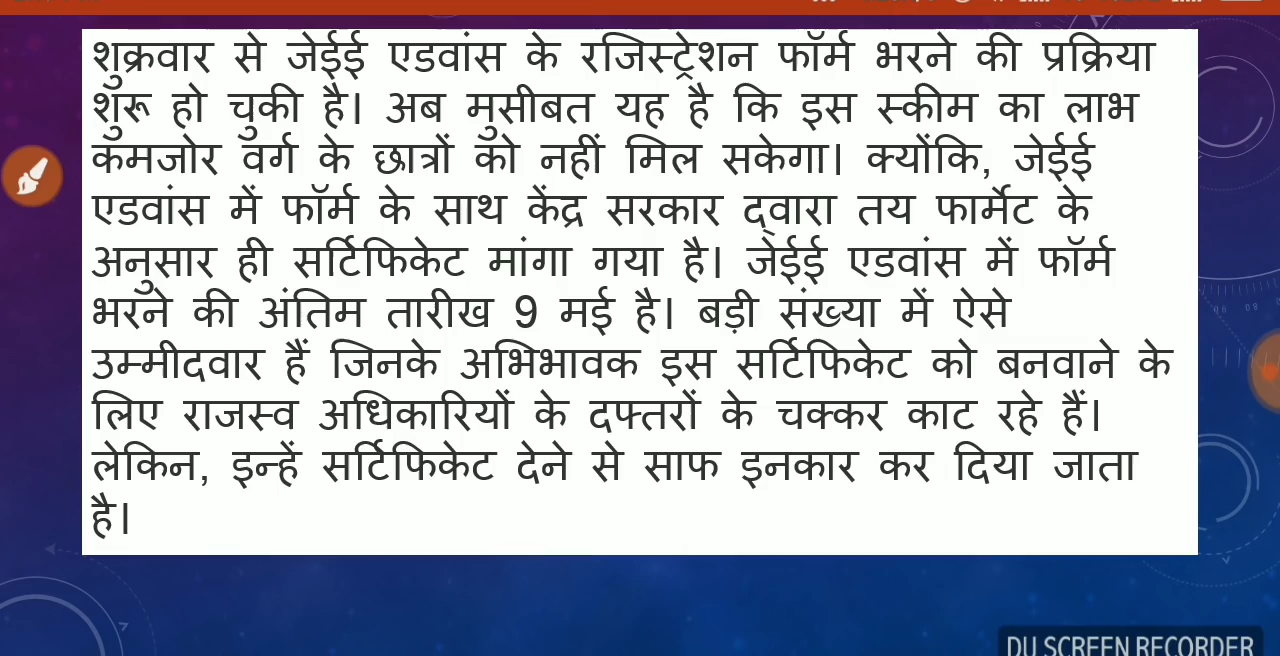 शुक्रवार से जेईई एडवांस के रजिस्ट्रेशन फॉर्म भरने की प्रक्रिया
शुरू हो चुकी है। अब मुसीबत यह है कि इस स्कीम का लाभ
कमजोर वर्ग के छात्रों को नहीं मिल सकेगा। क्योंकि, जेईई
एडवांस में फॉर्म के साथ केंद्र सरकार द्वारा तय फार्मेट के
अनुसार ही सर्टिफिकेट मांगा गया है। जेईई एडवांस में फॉर्म
भरने की अंतिम तारीख 9 मई है। बड़ी संख्या में ऐसे
उम्मीदवार हैं जिनके अभिभावक इस सर्टिफिकेट को बनवाने के
लिए राजस्व अधिकारियों के दफ्तरों के चक्कर काट रहे हैं।
लेकिन, इन्हें सर्टिफिकेट देने से साफ इनकार कर दिया जाता
है।
DU SCREEN RECORDER